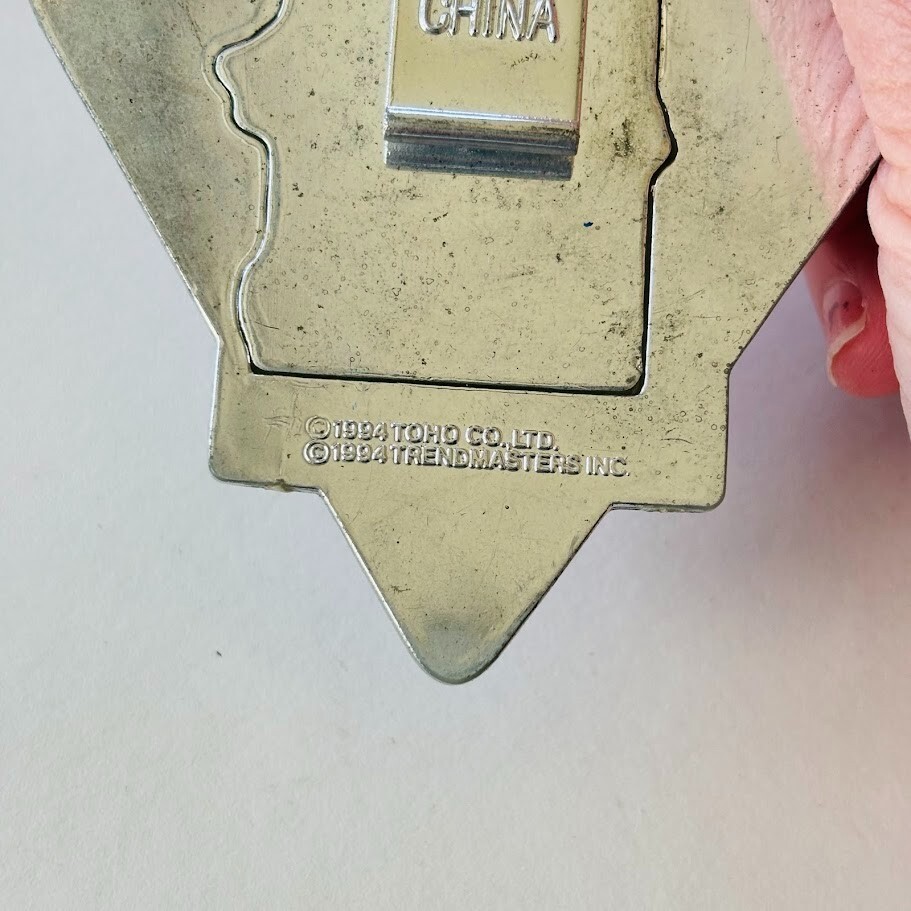 CHINA
©1994 TOHO CO., LTD.
©1994 TRENDMASTERS INC.